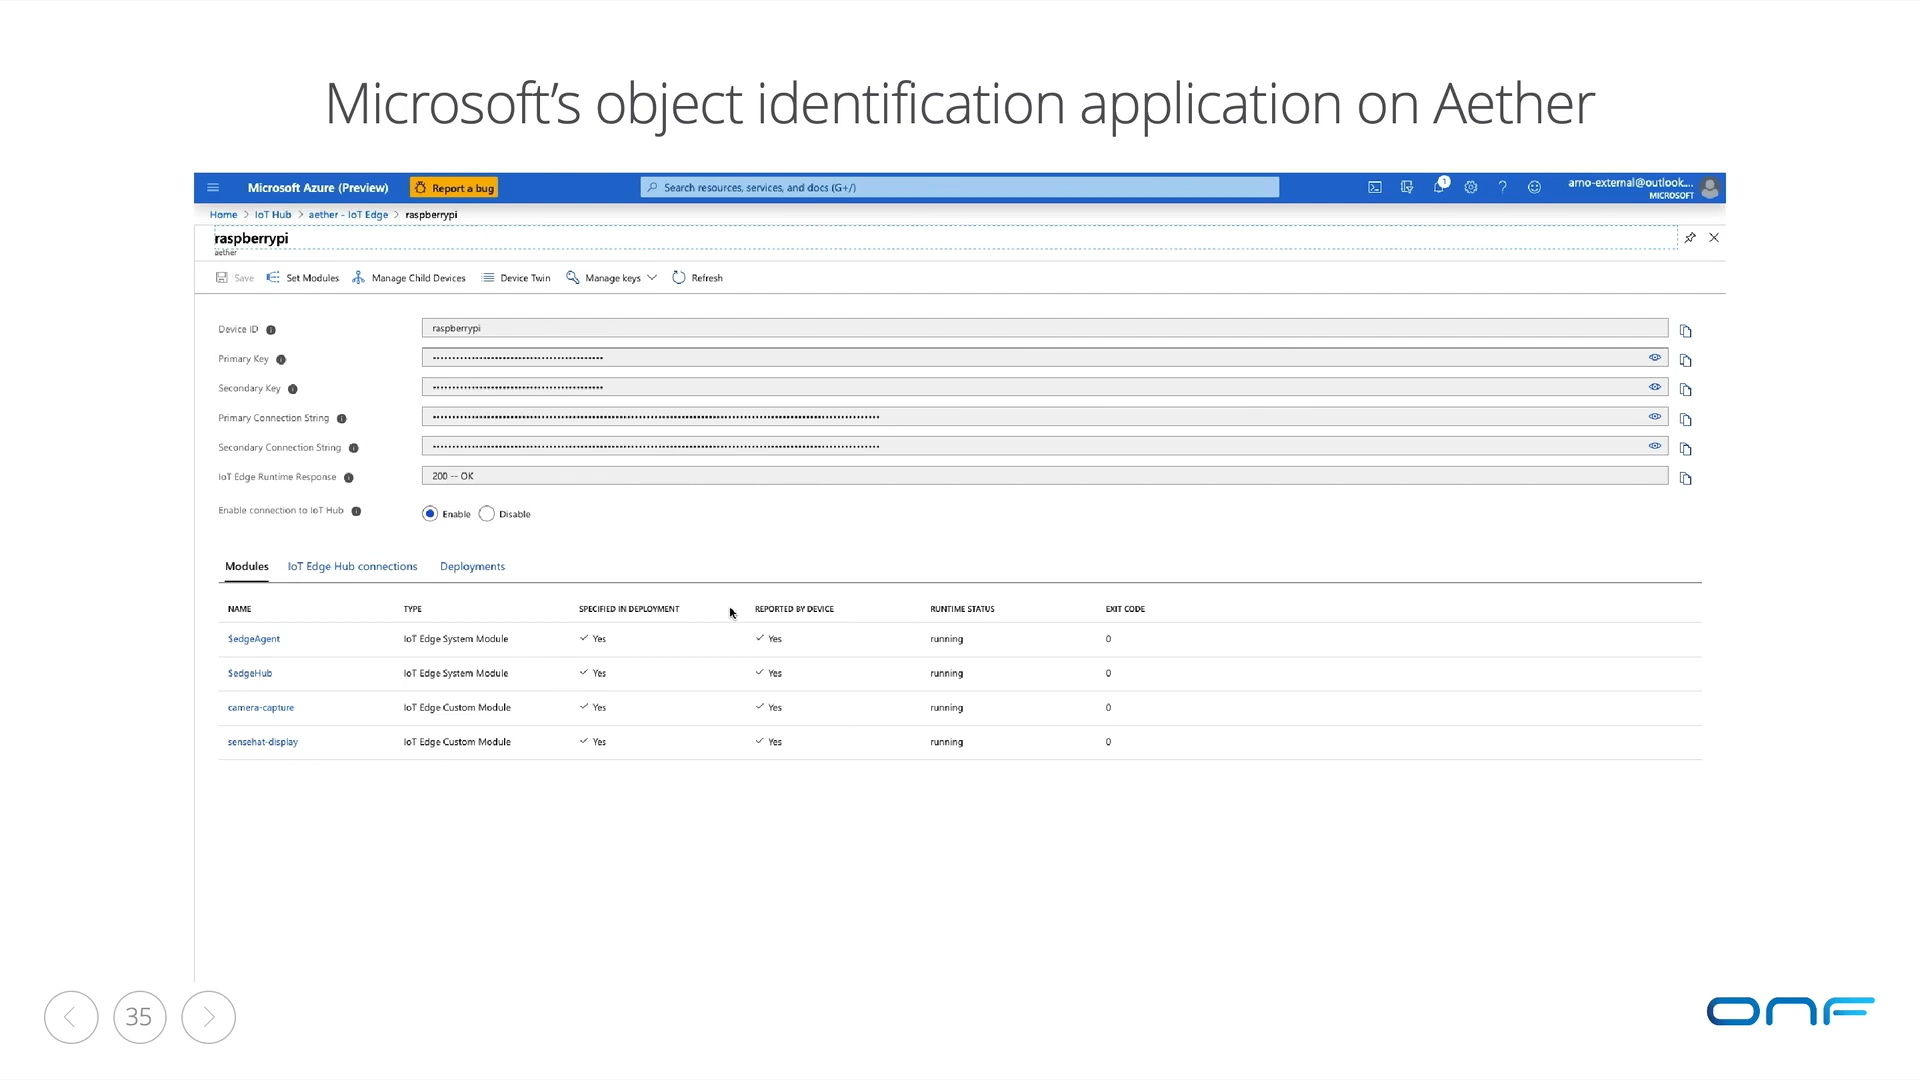 Microsoft's object identification application on Aether
Microsoft Azure (Preview) Report a bug Search resources, services, and docs (G+/) 1 arno-external@outlook....
MICROSOFT
Home > IoT Hub > aether - IoT Edge > raspberrypi
raspberrypi
aether
Save Set Modules Manage Child Devices Device Twin Manage keys Refresh
Device ID raspberrypi
Primary Key
Secondary Key
Primary Connection String
Secondary Connection String
IoT Edge Runtime Response 200 -- OK
Enable connection to IoT Hub Enable Disable
Modules IoT Edge Hub connections Deployments
NAME TYPE SPECIFIED IN DEPLOYMENT REPORTED BY DEVICE RUNTIME STATUS EXIT CODE
$edgeAgent IoT Edge System Module Yes Yes running 0
$edgeHub IoT Edge System Module Yes Yes running 0
camera-capture IoT Edge Custom Module Yes Yes running 0
sensehat-display IoT Edge Custom Module Yes Yes running 0
35
ONF